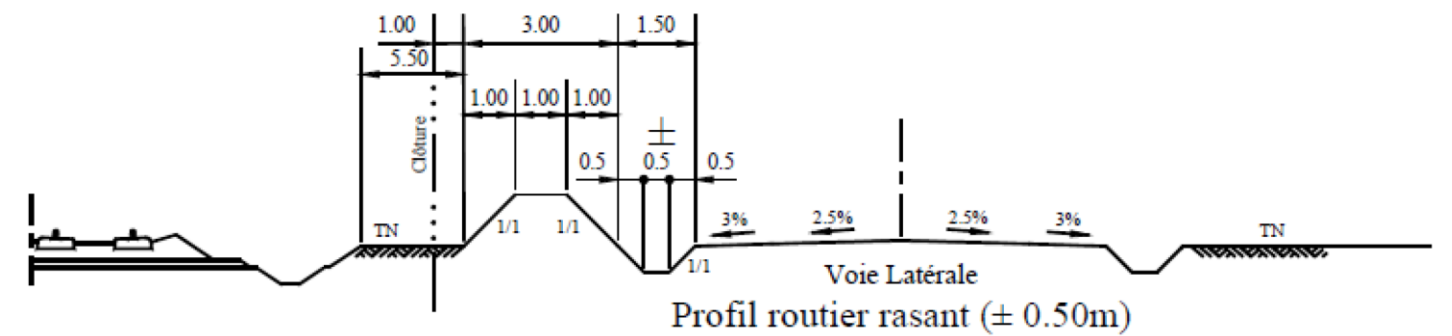 1.00 3.00 1.50
5.50
1.00 1.00 1.00
Clôture
±
0.5 0.5 0.5
TN 1/1 1/1 1/1 3% 2.5% 2.5% 3% TN
Voie Latérale
Profil routier rasant (± 0.50m)